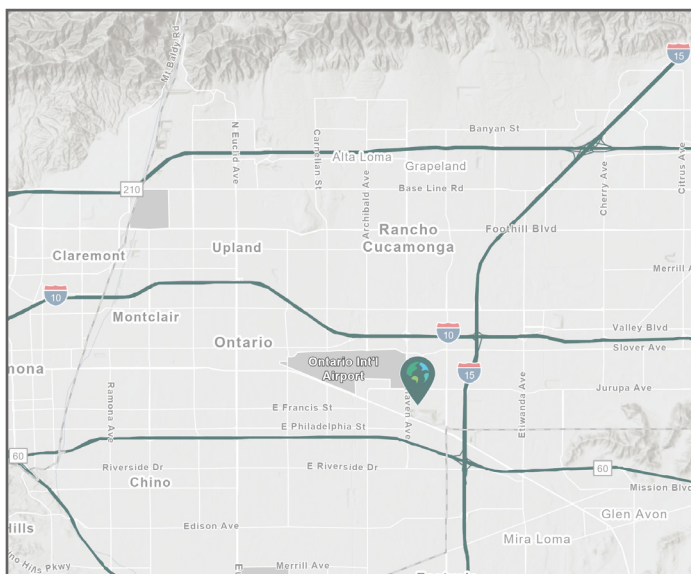 Mt Baldy Rd
15
N Euclid Ave
Carnelian St
Banyan St
Alta Loma
Grapeland
Archibald Ave
Base Line Rd
Cherry Ave
Citrus Ave
210
Claremont
Upland
Rancho
Cucamonga
Foothill Blvd
Merrill
10
Montclair
10
Valley Blvd
Ontario
Slover Ave
Ontario Int'l
Airport
15
Ramona Ave
Etiwanda Ave
Jurupa Ave
E Francis St
E Philadelphia St
60
Riverside Dr
E Riverside Dr
60
Chino
Mission Blvd
Edison Ave
Glen Avon
Hills
Mira Loma
Merrill Ave